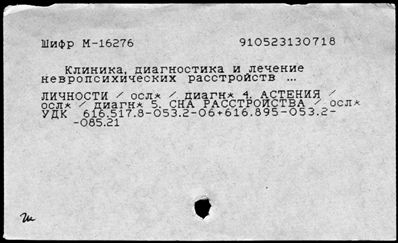 Шифр М-16276 910523130718
Клиника, диагностика и лечение
невропсихических расстройств ...
ЛИЧНОСТИ / осл* / диагн* 4. АСТЕНИЯ /
осл* / диагн* 5. СНА РАССТРОЙСТВА / осл*
УДК 616.517.8-053.2-06+616.895-053.2-
-085.21